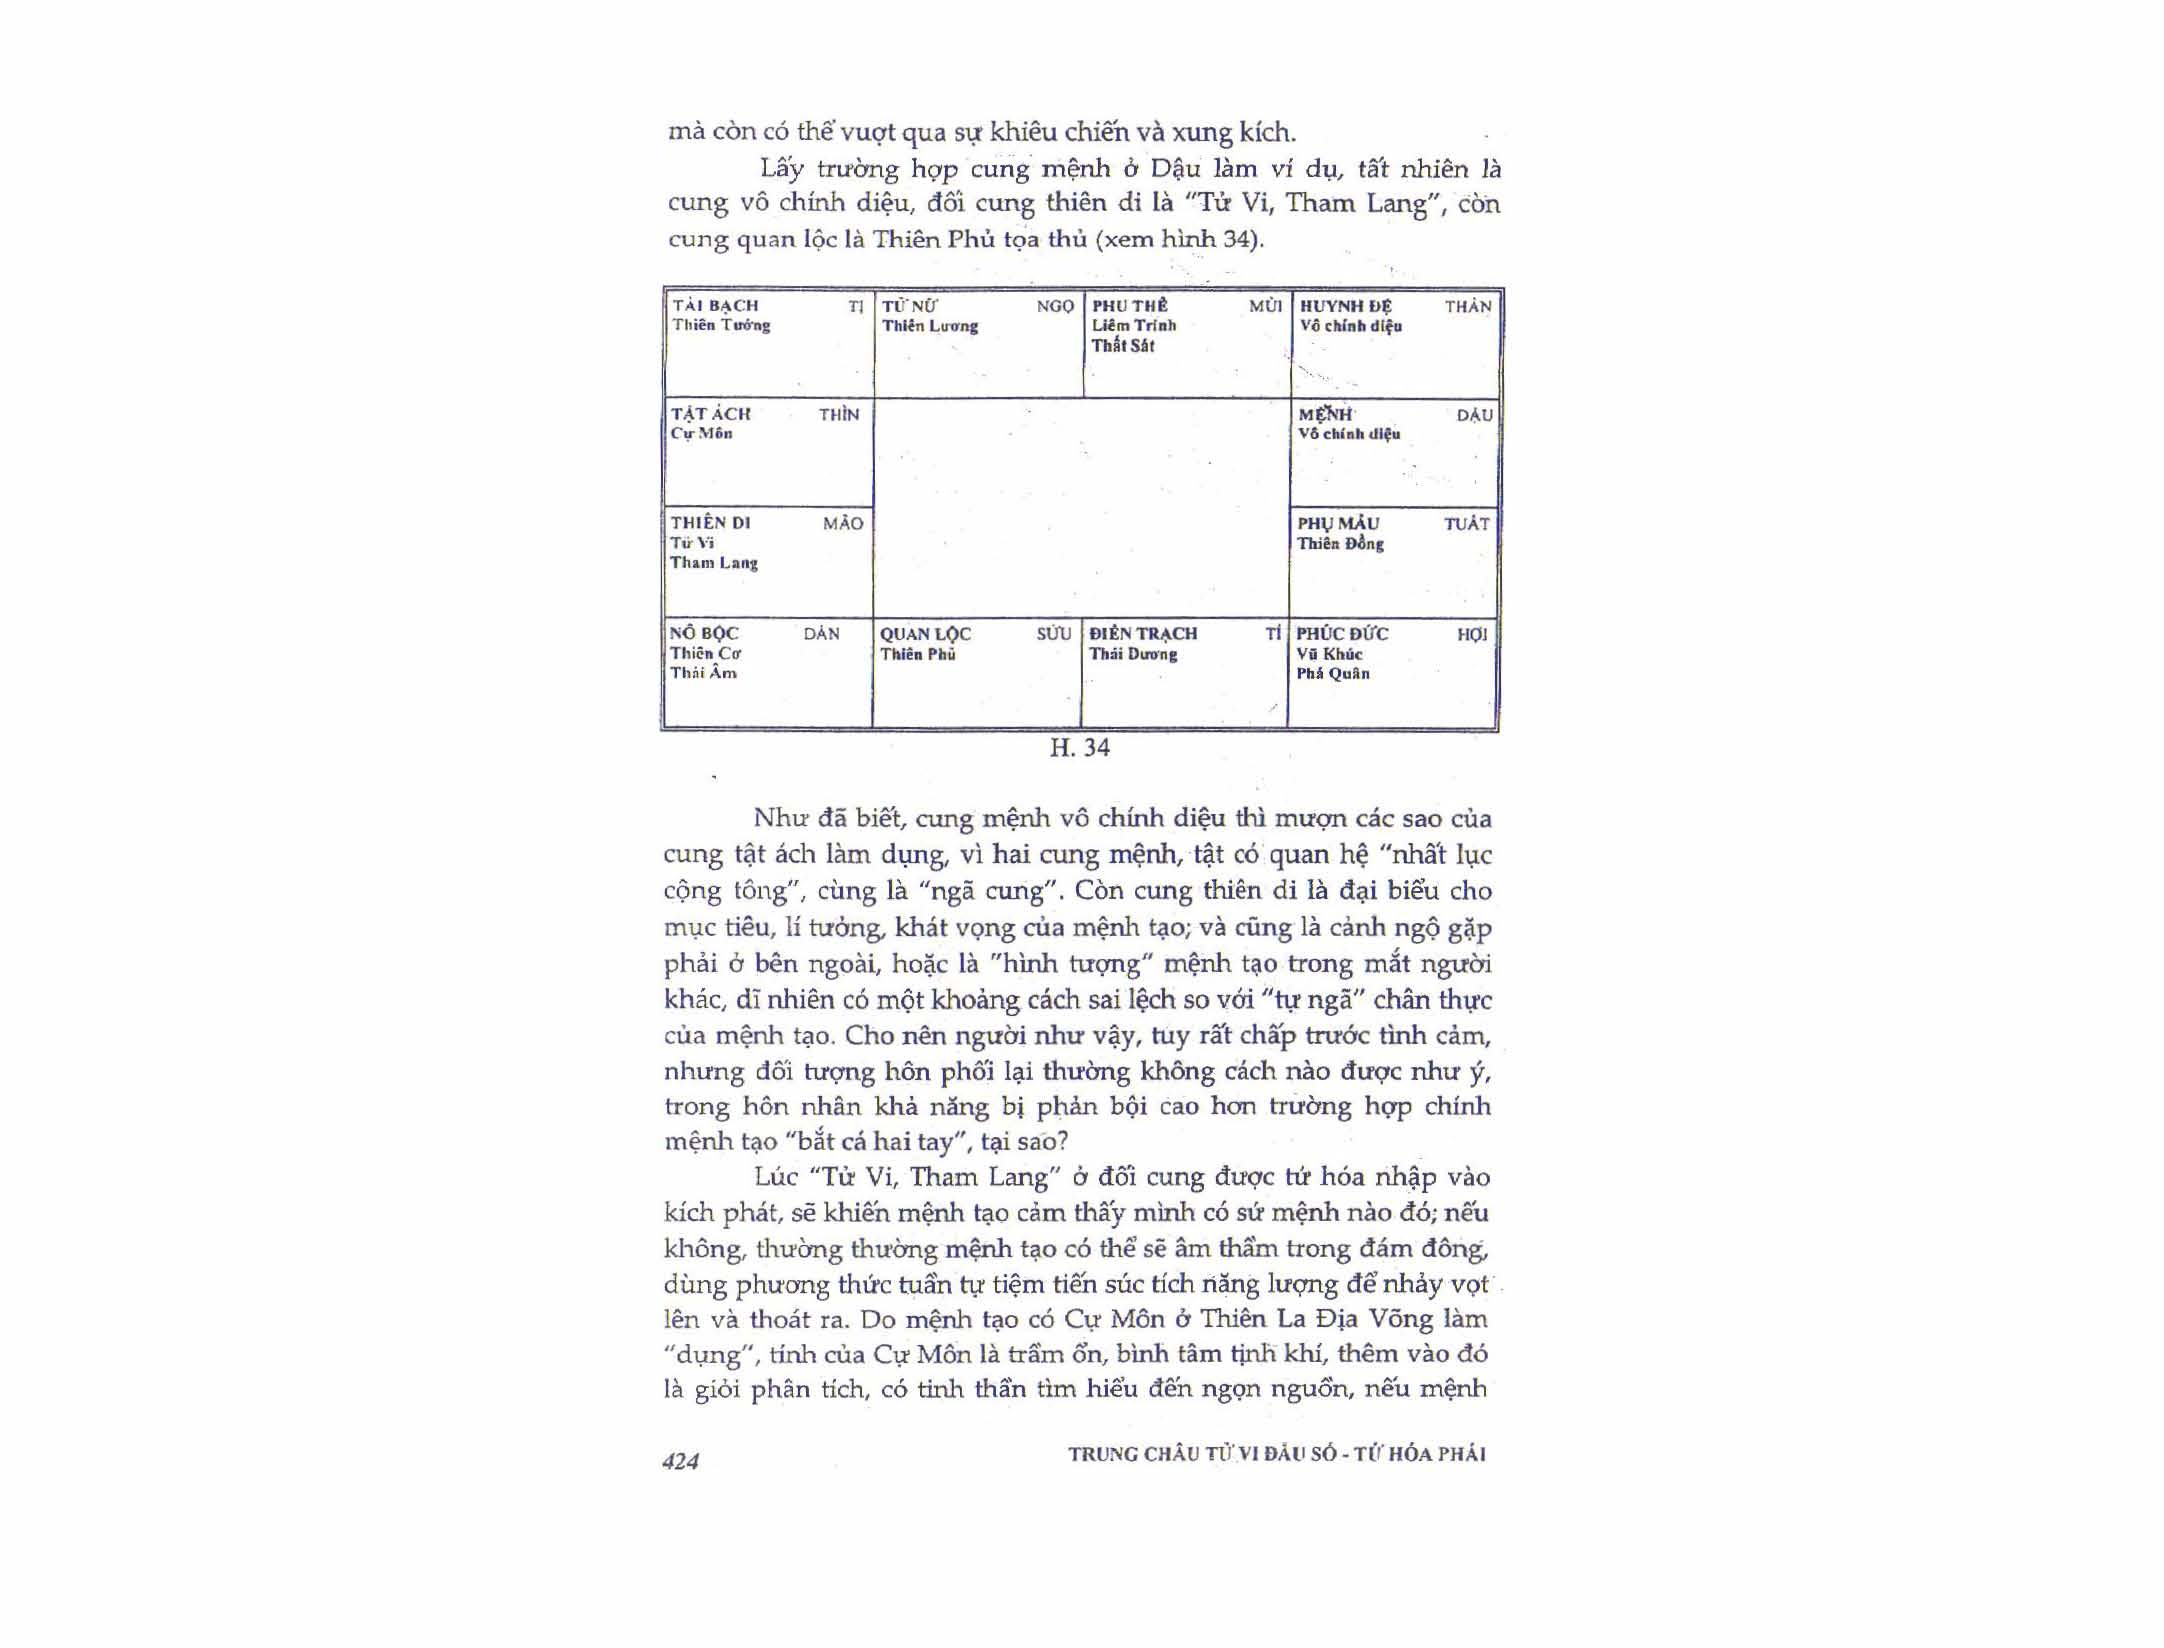 mà còn có thể vuợt qua sự khiêu chiến và xung kích.
Lấy trường hợp cung mệnh ở Dậu làm ví dụ, tất nhiên là
cung vô chính diệu, đối cung thiên di là "Tử Vi, Tham Lang", còn
cung quan lộc là Thiên Phủ tọa thủ (xem hình 34).
TÀI BẠCH TỊ
Thiên Tướng
TỬ NỮ NGỌ
Thiên Lương
PHU THÊ MÙI
Liêm Trinh
Thất Sát
HUYNH ĐỆ THÂN
Vô chính diệu
TẬT ÁCH THÌN
Cự Môn
MỆNH DẬU
Vô chính diệu
THIÊN DI MÃO
Tử Vi
Tham Lang
PHỤ MẪU TUẤT
Thiên Đồng
NÔ BỘC DẦN
Thiên Cơ
Thái Âm
QUAN LỘC SỬU
Thiên Phủ
ĐIỀN TRẠCH TÍ
Thái Dương
PHÚC ĐỨC HỢI
Vũ Khúc
Phá Quân
H. 34
Như đã biết, cung mệnh vô chính diệu thì mượn các sao của
cung tật ách làm dụng, vì hai cung mệnh, tật có quan hệ "nhất lục
cộng tông", cùng là "ngã cung". Còn cung thiên di là đại biểu cho
mục tiêu, lí tưởng, khát vọng của mệnh tạo; và cũng là cảnh ngộ gặp
phải ở bên ngoài, hoặc là "hình tượng" mệnh tạo trong mắt người
khác, dĩ nhiên có một khoảng cách sai lệch so với "tự ngã" chân thực
của mệnh tạo. Cho nên người như vậy, tuy rất chấp trước tình cảm,
nhưng đối tượng hôn phối lại thường không cách nào được như ý,
trong hôn nhân khả năng bị phản bội cao hơn trường hợp chính
mệnh tạo "bắt cá hai tay", tại sao?
Lúc "Tử Vi, Tham Lang" ở đối cung được tứ hóa nhập vào
kích phát, sẽ khiến mệnh tạo cảm thấy mình có sứ mệnh nào đó; nếu
không, thường thường mệnh tạo có thể sẽ âm thầm trong đám đông,
dùng phương thức tuần tự tiệm tiến súc tích năng lượng để nhảy vọt
lên và thoát ra. Do mệnh tạo có Cự Môn ở Thiên La Địa Võng làm
"dụng", tính của Cự Môn là trầm ổn, bình tâm tịnh khí, thêm vào đó
là giỏi phân tích, có tinh thần tìm hiểu đến ngọn nguồn, nếu mệnh
424
TRUNG CHÂU TỬ VI ĐẨU SỐ - TỨ HÓA PHÁI